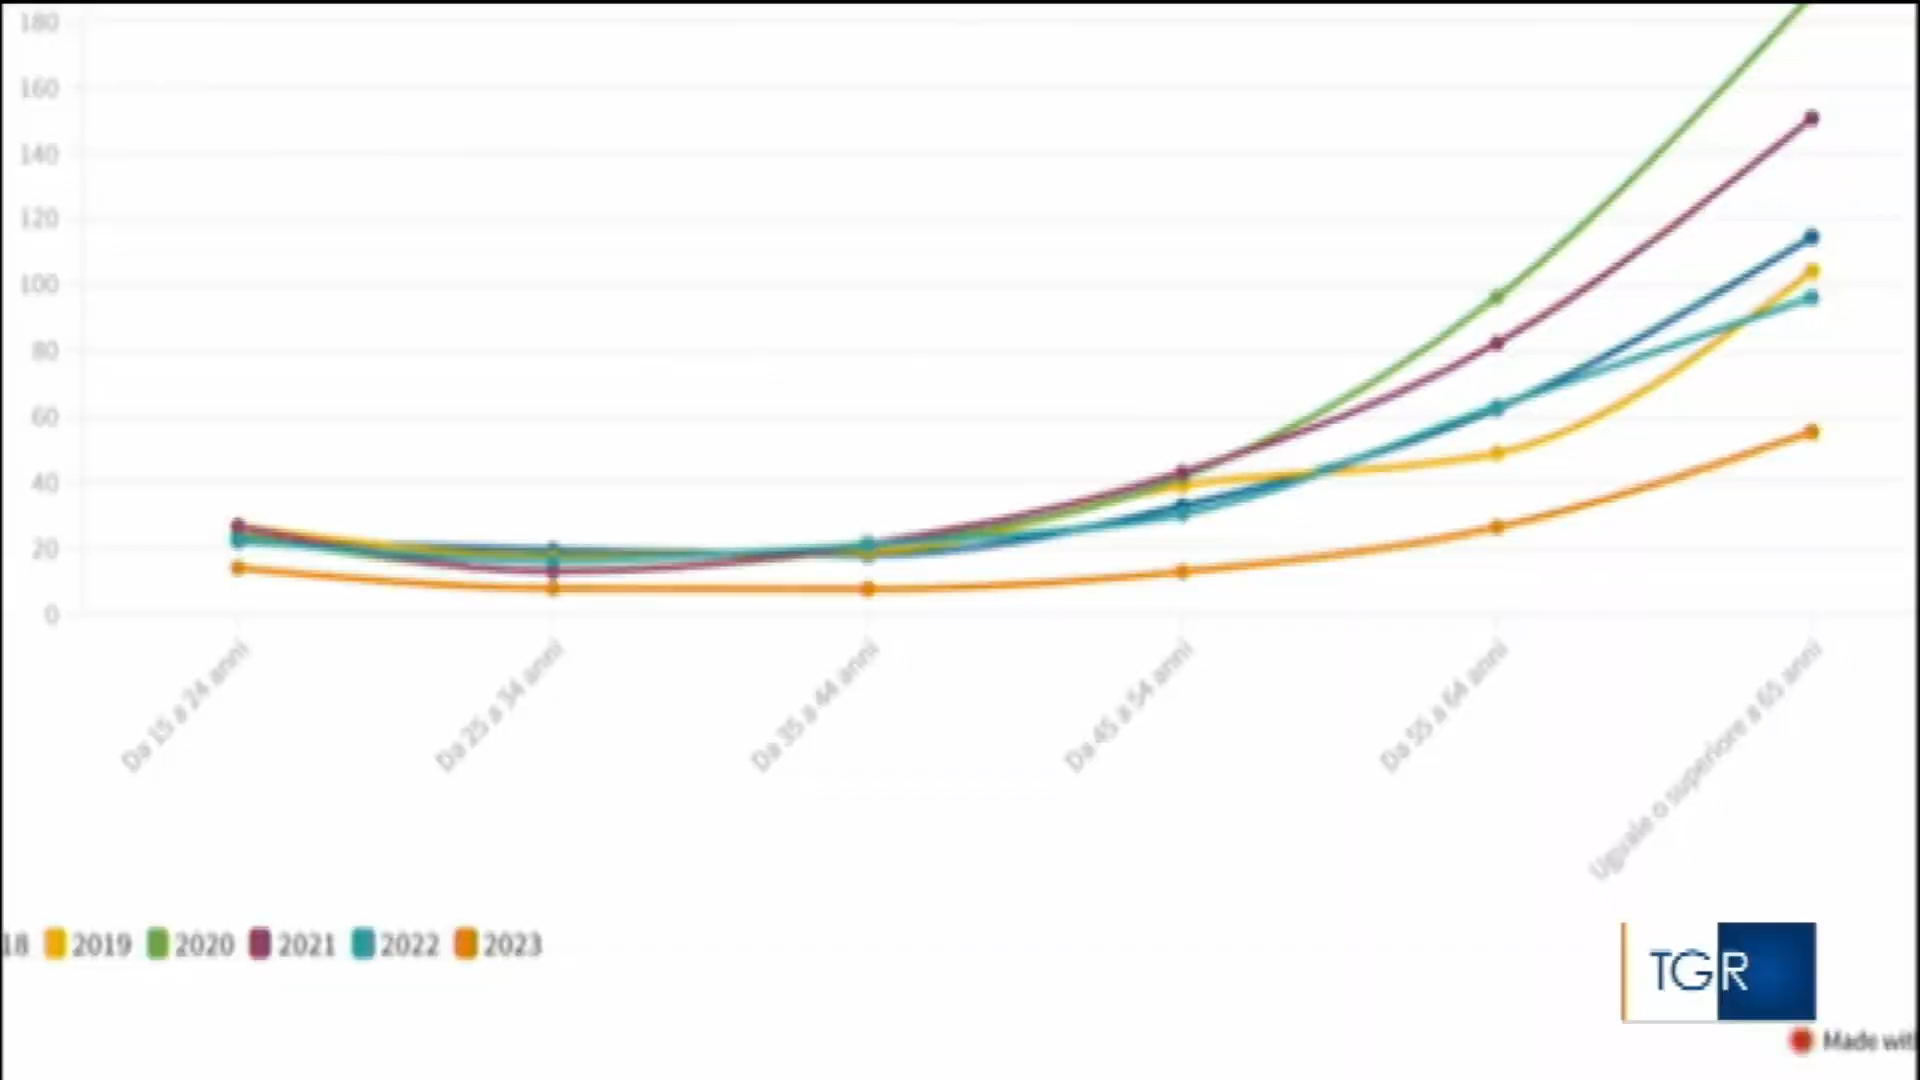 180
160
140
120
100
80
60
40
20
0
Da 15 a 24 anni
Da 25 a 34 anni
Da 35 a 44 anni
Da 45 a 54 anni
Da 55 a 64 anni
Uguale o superiore a 65 anni
18 2019 2020 2021 2022 2023
TGR
Made wit